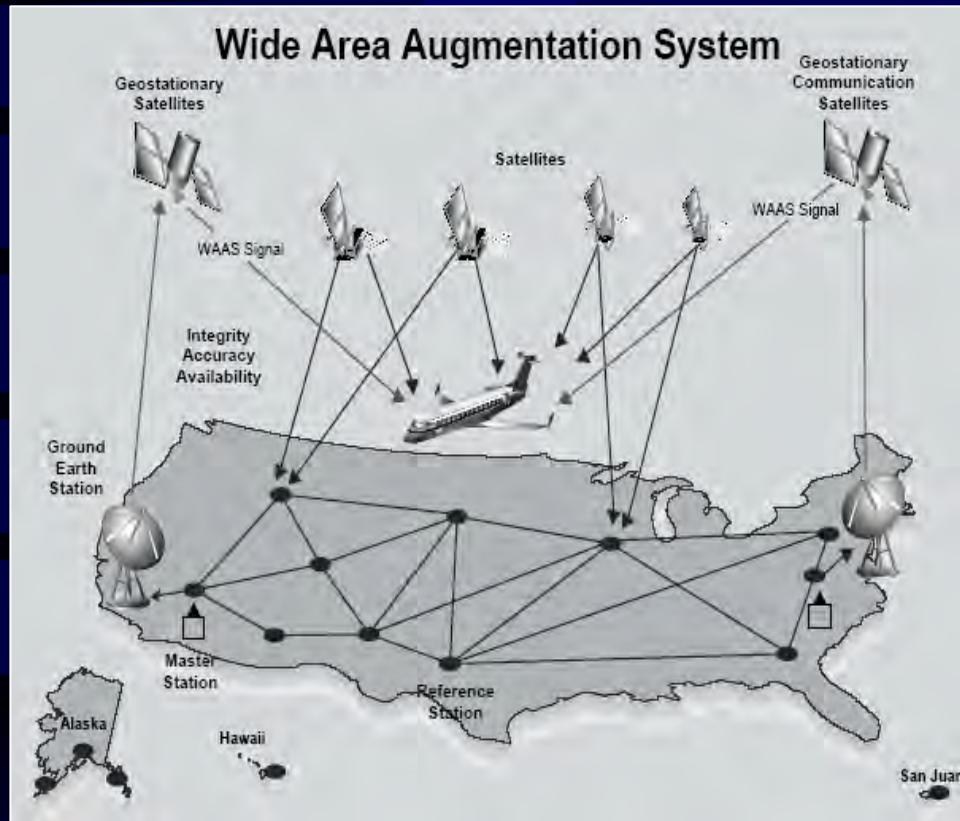 Wide Area Augmentation System
Geostationary
Satellites
Geostationary
Communication
Satellites
Satellites
WAAS Signal
WAAS Signal
Integrity
Accuracy
Availability
Ground
Earth
Station
Master
Station
Reference
Station
Alaska
Hawaii
San Juan